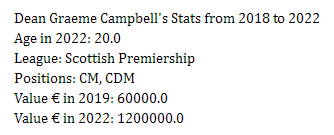 Dean Graeme Campbell's Stats from 2018 to 2022
Age in 2022: 20.0
League: Scottish Premiership
Positions: CM, CDM
Value € in 2019: 60000.0
Value € in 2022: 1200000.0